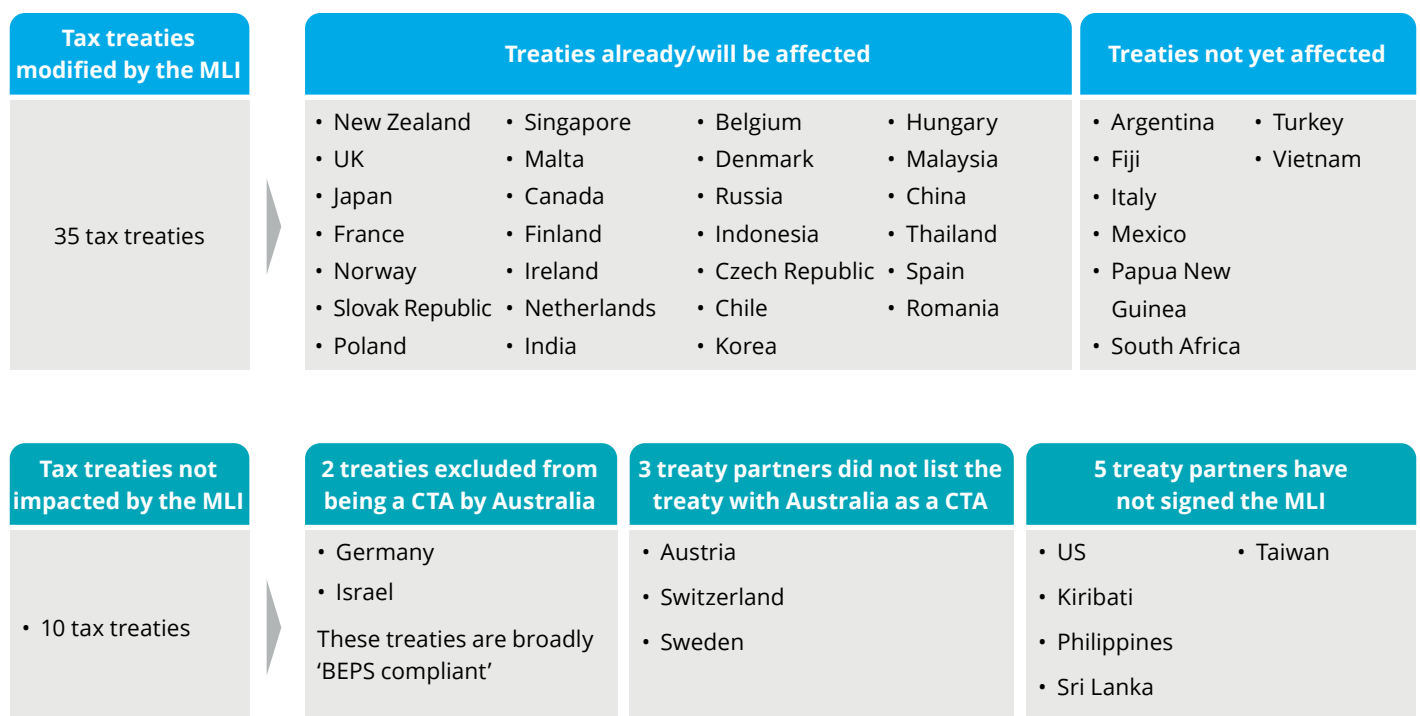 Tax treaties
modified by the MLI
35 tax treaties
Treaties already/will be affected
• New Zealand
• UK
• Japan
• France
• Norway
• Slovak Republic
• Poland
• Singapore
• Malta
• Canada
• Finland
• Ireland
• Netherlands
• India
• Belgium
• Denmark
• Russia
• Indonesia
• Czech Republic
• Chile
• Korea
• Hungary
• Malaysia
• China
• Thailand
• Spain
• Romania
Treaties not yet affected
• Argentina
• Fiji
• Italy
• Mexico
• Papua New
Guinea
• South Africa
• Turkey
• Vietnam
Tax treaties not
impacted by the MLI
• 10 tax treaties
2 treaties excluded from
being a CTA by Australia
• Germany
• Israel
These treaties are broadly
‘BEPS compliant’
3 treaty partners did not list the
treaty with Australia as a CTA
• Austria
• Switzerland
• Sweden
5 treaty partners have
not signed the MLI
• US
• Kiribati
• Philippines
• Sri Lanka
• Taiwan